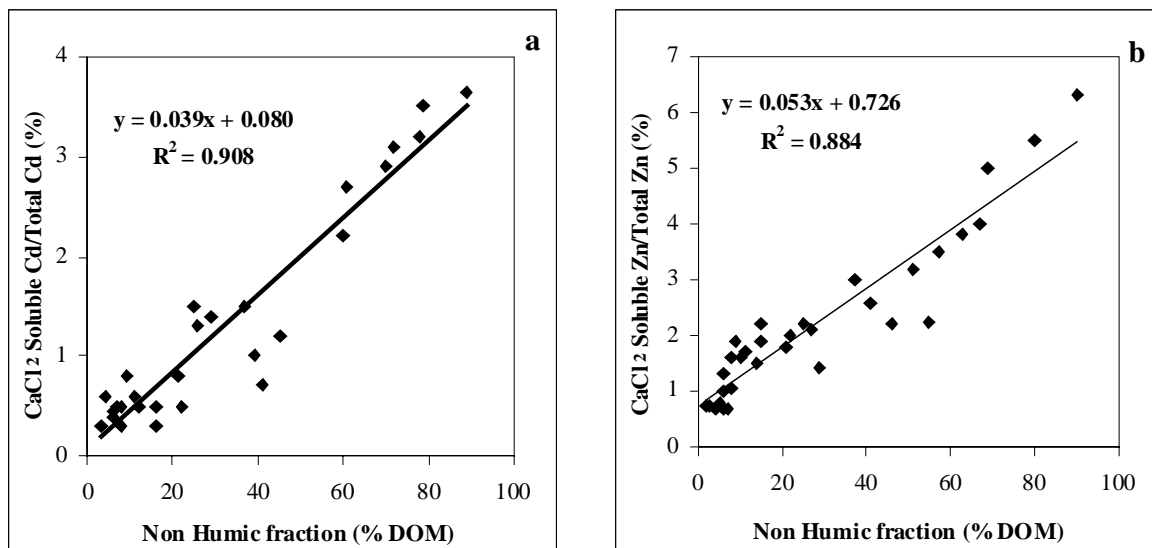 a
4
3
2
1
0
CaCl2 Soluble Cd/Total Cd (%)
y = 0.039x + 0.080
R2 = 0.908
0 20 40 60 80 100
Non Humic fraction (% DOM)
b
7
6
5
4
3
2
1
0
CaCl2 Soluble Zn/Total Zn (%)
y = 0.053x + 0.726
R2 = 0.884
0 20 40 60 80 100
Non Humic fraction (% DOM)